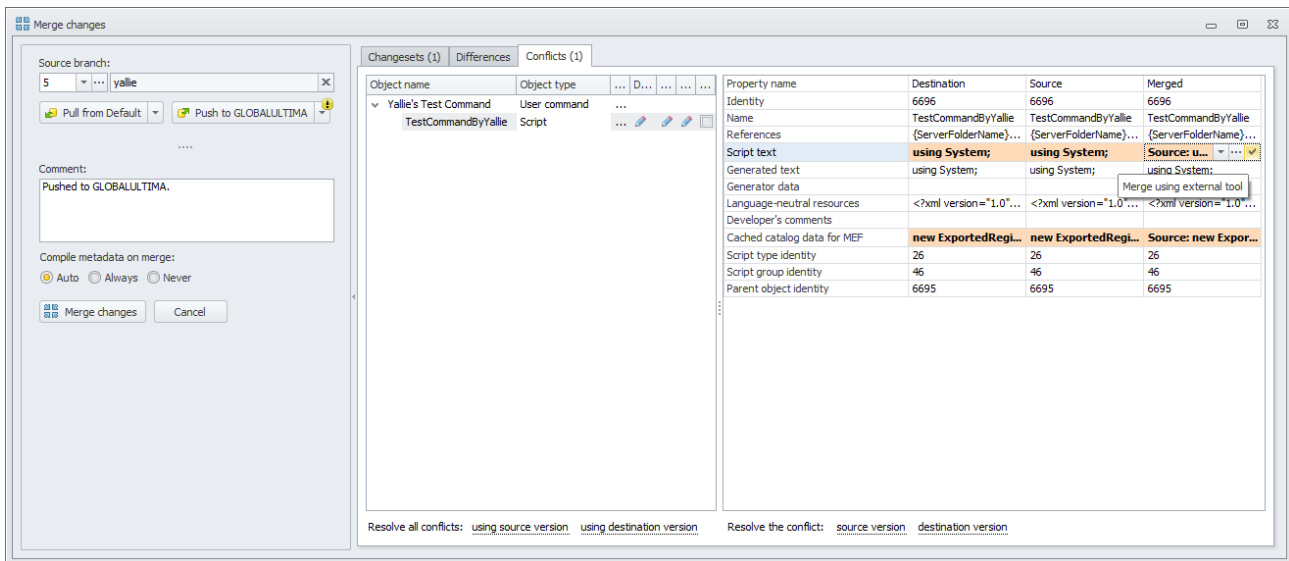 Merge changes
Source branch:
5 ... yallie
Pull from Default Push to GLOBALULTIMA
....
Comment:
Pushed to GLOBALULTIMA.
Compile metadata on merge:
Auto Always Never
Merge changes Cancel
Changesets (1) Differences Conflicts (1)
Object name Object type ... D... ... ... ...
Yallie's Test Command User command ...
TestCommandByYallie Script ...
Resolve all conflicts: using source version using destination version
Property name Destination Source Merged
Identity 6696 6696 6696
Name TestCommandByYallie TestCommandByYallie TestCommandByYallie
References {ServerFolderName}... {ServerFolderName}... {ServerFolderName}...
Script text using System; using System; Source: u... ...
Generated text using System; using System; using System;
Merge using external tool
Generator data
Language-neutral resources <?xml version="1.0"... <?xml version="1.0"... <?xml version="1.0"...
Developer's comments
Cached catalog data for MEF new ExportedRegi... new ExportedRegi... Source: new Expor...
Script type identity 26 26 26
Script group identity 46 46 46
Parent object identity 6695 6695 6695
Resolve the conflict: source version destination version